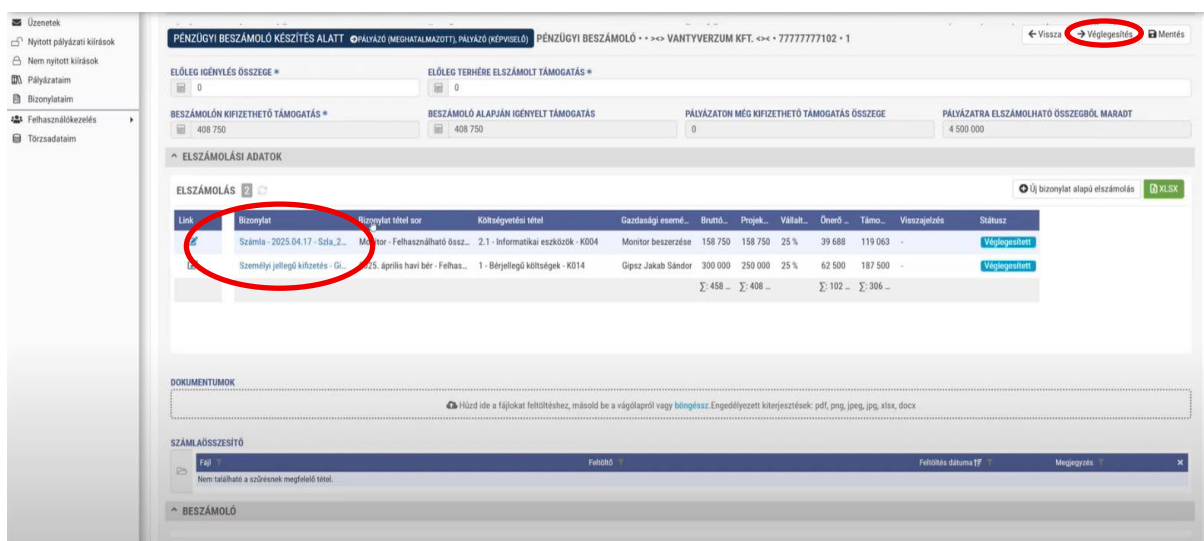 Üzenetek
Nyitott pályázati kiírások
Nem nyitott kiírások
Pályázataim
Bizonylataim
Felhasználókezelés
Törzsadataim
PÉNZÜGYI BESZÁMOLÓ KÉSZÍTÉS ALATT PÁLYÁZÓ (MEGHATALMAZOTT), PÁLYÁZÓ (KÉPVISELŐ) PÉNZÜGYI BESZÁMOLÓ • • ><> VANTYVERZUM KFT. <>< • 77777777102 • 1
Vissza Véglegesítés Mentés
ELŐLEG IGÉNYLÉS ÖSSZEGE * ELŐLEG TERHÉRE ELSZÁMOLT TÁMOGATÁS *
0 0
BESZÁMOLÓN KIFIZETHETŐ TÁMOGATÁS * BESZÁMOLÓ ALAPJÁN IGÉNYELT TÁMOGATÁS PÁLYÁZATON MÉG KIFIZETHETŐ TÁMOGATÁS ÖSSZEGE PÁLYÁZATRA ELSZÁMOLHATÓ ÖSSZEGBŐL MARADT
408 750 408 750 0 4 500 000
ELSZÁMOLÁSI ADATOK
ELSZÁMOLÁS 2
Új bizonylat alapú elszámolás XLSX
Link Bizonylat Bizonylat tétel sor Költségvetési tétel Gazdasági esemé... Bruttó... Projek... Vállalt... Önerő ... Támo... Visszajelzés Státusz
Számla - 2025.04.17 - Szla_2... Monitor - Felhasználható össz... 2.1 - Informatikai eszközök - K004 Monitor beszerzése 158 750 158 750 25 % 39 688 119 063 - Véglegesített
Személyi jellegű kifizetés - Gi... 2025. április havi bér - Felhas... 1 - Bérjellegű költségek - K014 Gipsz Jakab Sándor 300 000 250 000 25 % 62 500 187 500 - Véglegesített
∑: 458 ... ∑: 408 ... ∑: 102 ... ∑: 306 ...
DOKUMENTUMOK
Húzd ide a fájlokat feltöltéshez, másold be a vágólapról vagy böngéssz. Engedélyezett kiterjesztések: pdf, png, jpeg, jpg, xlsx, docx
SZÁMLAÖSSZESÍTŐ
Fájl Feltöltő Feltöltés dátuma Megjegyzés ×
Nem található a szűrésnek megfelelő tétel.
BESZÁMOLÓ